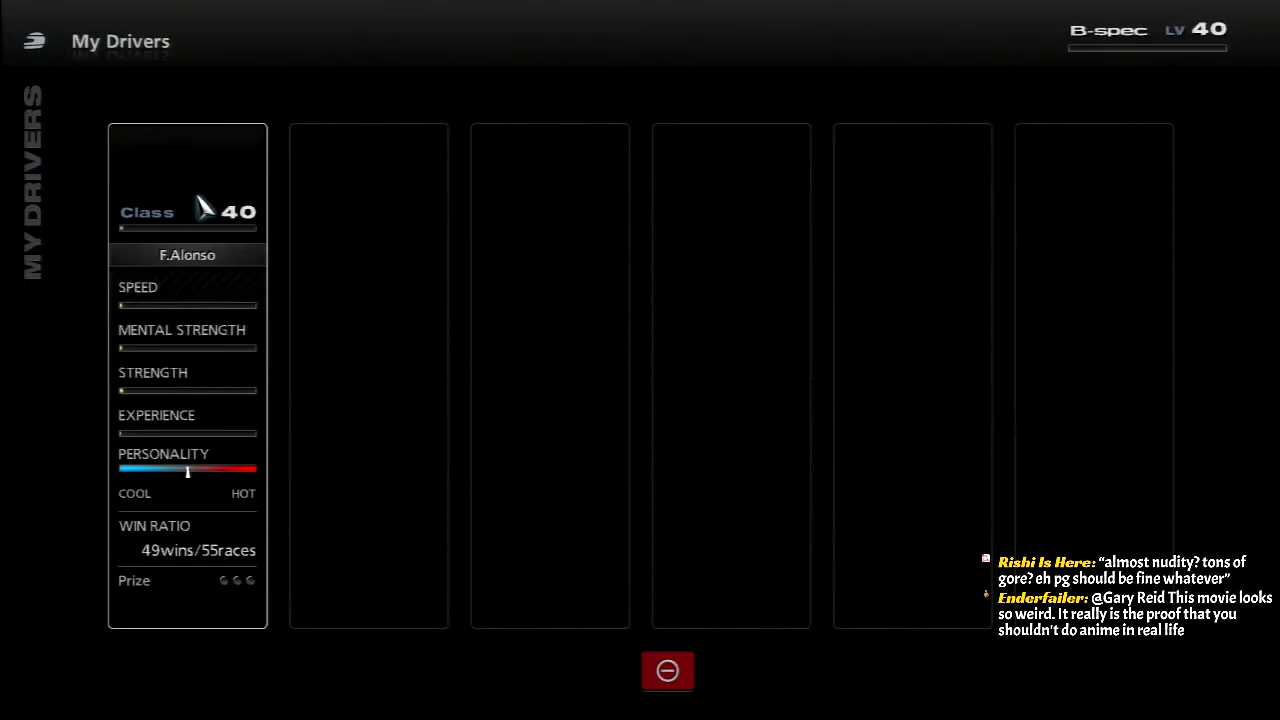 My Drivers
B-spec LV 40
MY DRIVERS
Class 40
F.Alonso
SPEED
MENTAL STRENGTH
STRENGTH
EXPERIENCE
PERSONALITY
COOL HOT
WIN RATIO
49wins/55races
Prize
Rishi Is Here: “almost nudity? tons of
gore? eh pg should be fine whatever”
Enderfailer: @Gary Reid This movie looks
so weird. It really is the proof that you
shouldn't do anime in real life